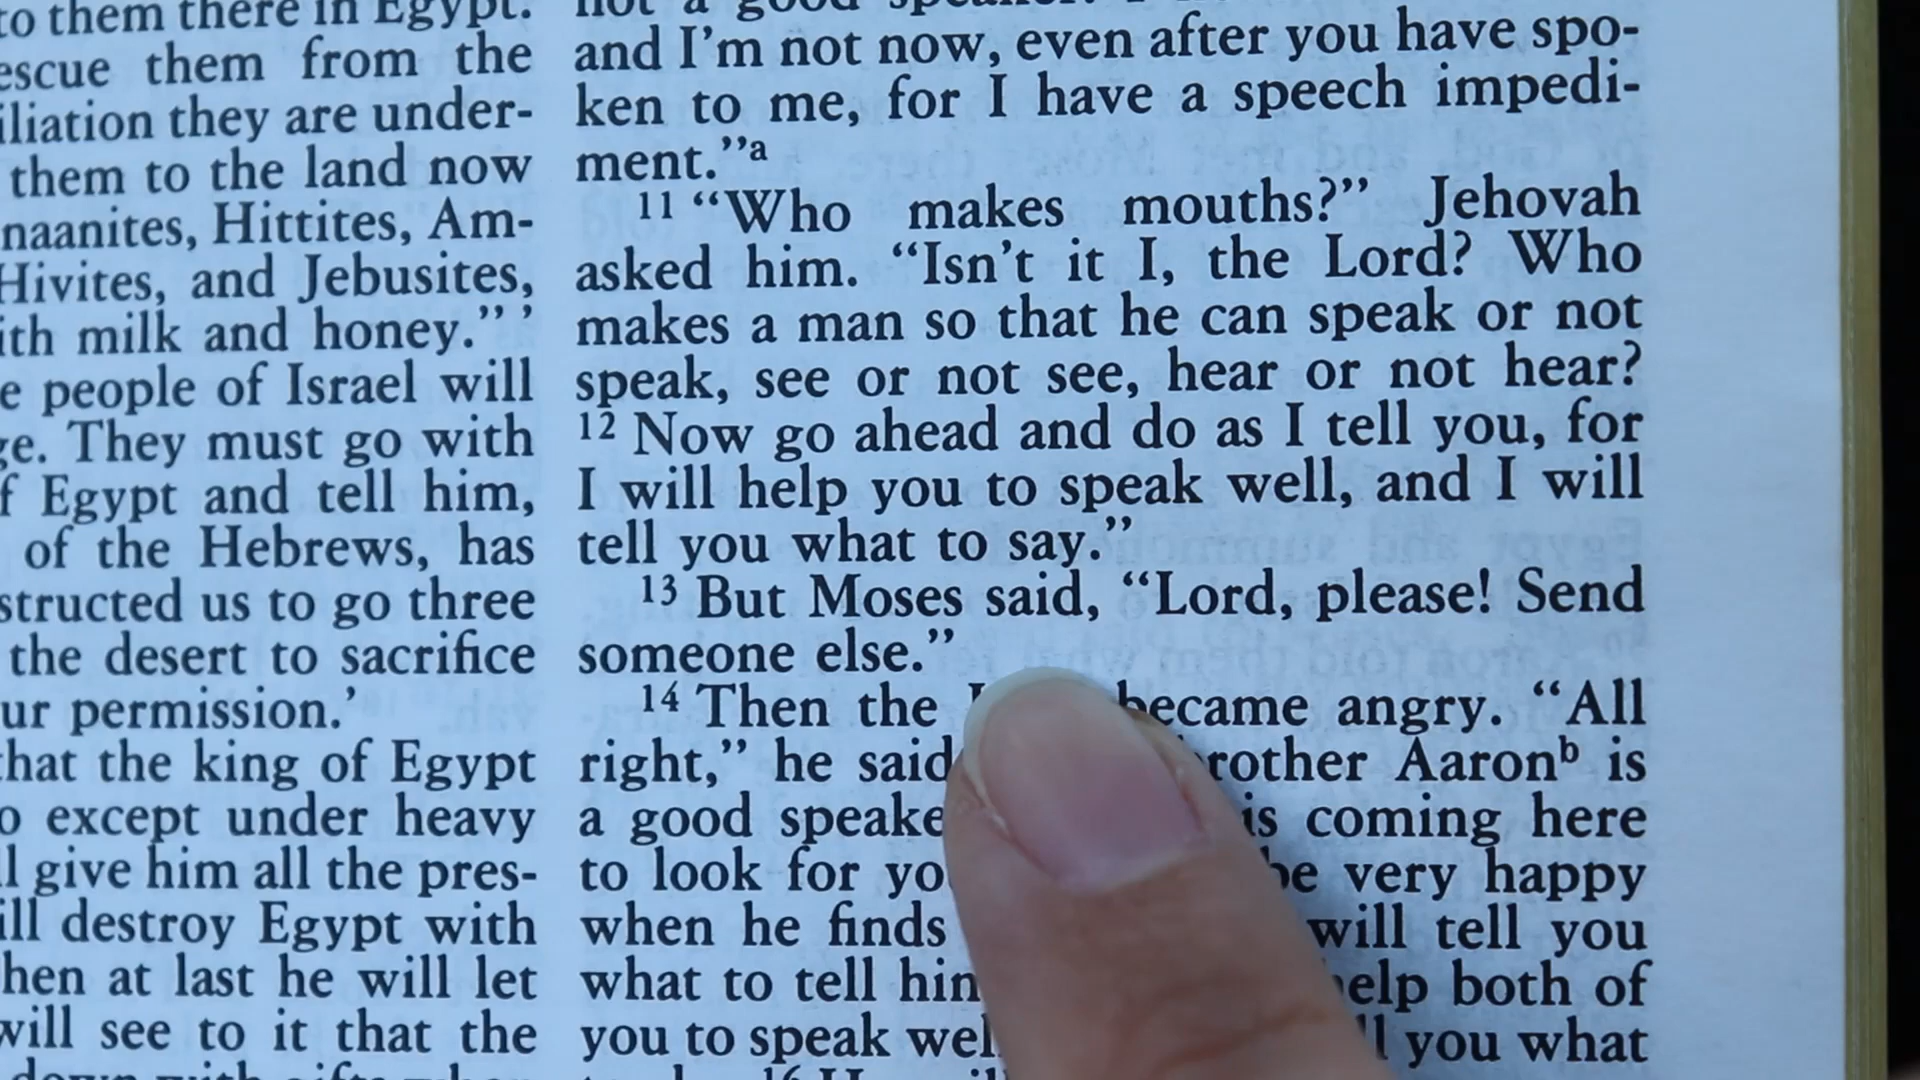 to them there in Egypt.
escue them from the
iliation they are under-
them to the land now
naanites, Hittites, Am-
Hivites, and Jebusites,
ith milk and honey.” ’
e people of Israel will
ge. They must go with
f Egypt and tell him,
of the Hebrews, has
structed us to go three
the desert to sacrifice
ur permission.’
that the king of Egypt
o except under heavy
l give him all the pres-
ill destroy Egypt with
hen at last he will let
will see to it that the
down with gifts when
not a good speaker.
and I’m not now, even after you have spo-
ken to me, for I have a speech impedi-
ment.”a
11 “Who makes mouths?” Jehovah
asked him. “Isn’t it I, the Lord? Who
makes a man so that he can speak or not
speak, see or not see, hear or not hear?
12 Now go ahead and do as I tell you, for
I will help you to speak well, and I will
tell you what to say.”
13 But Moses said, “Lord, please! Send
someone else.”
14 Then the became angry. “All
right,” he said rother Aaronb is
a good speake is coming here
to look for yo be very happy
when he finds will tell you
what to tell him elp both of
you to speak wel l you what
16